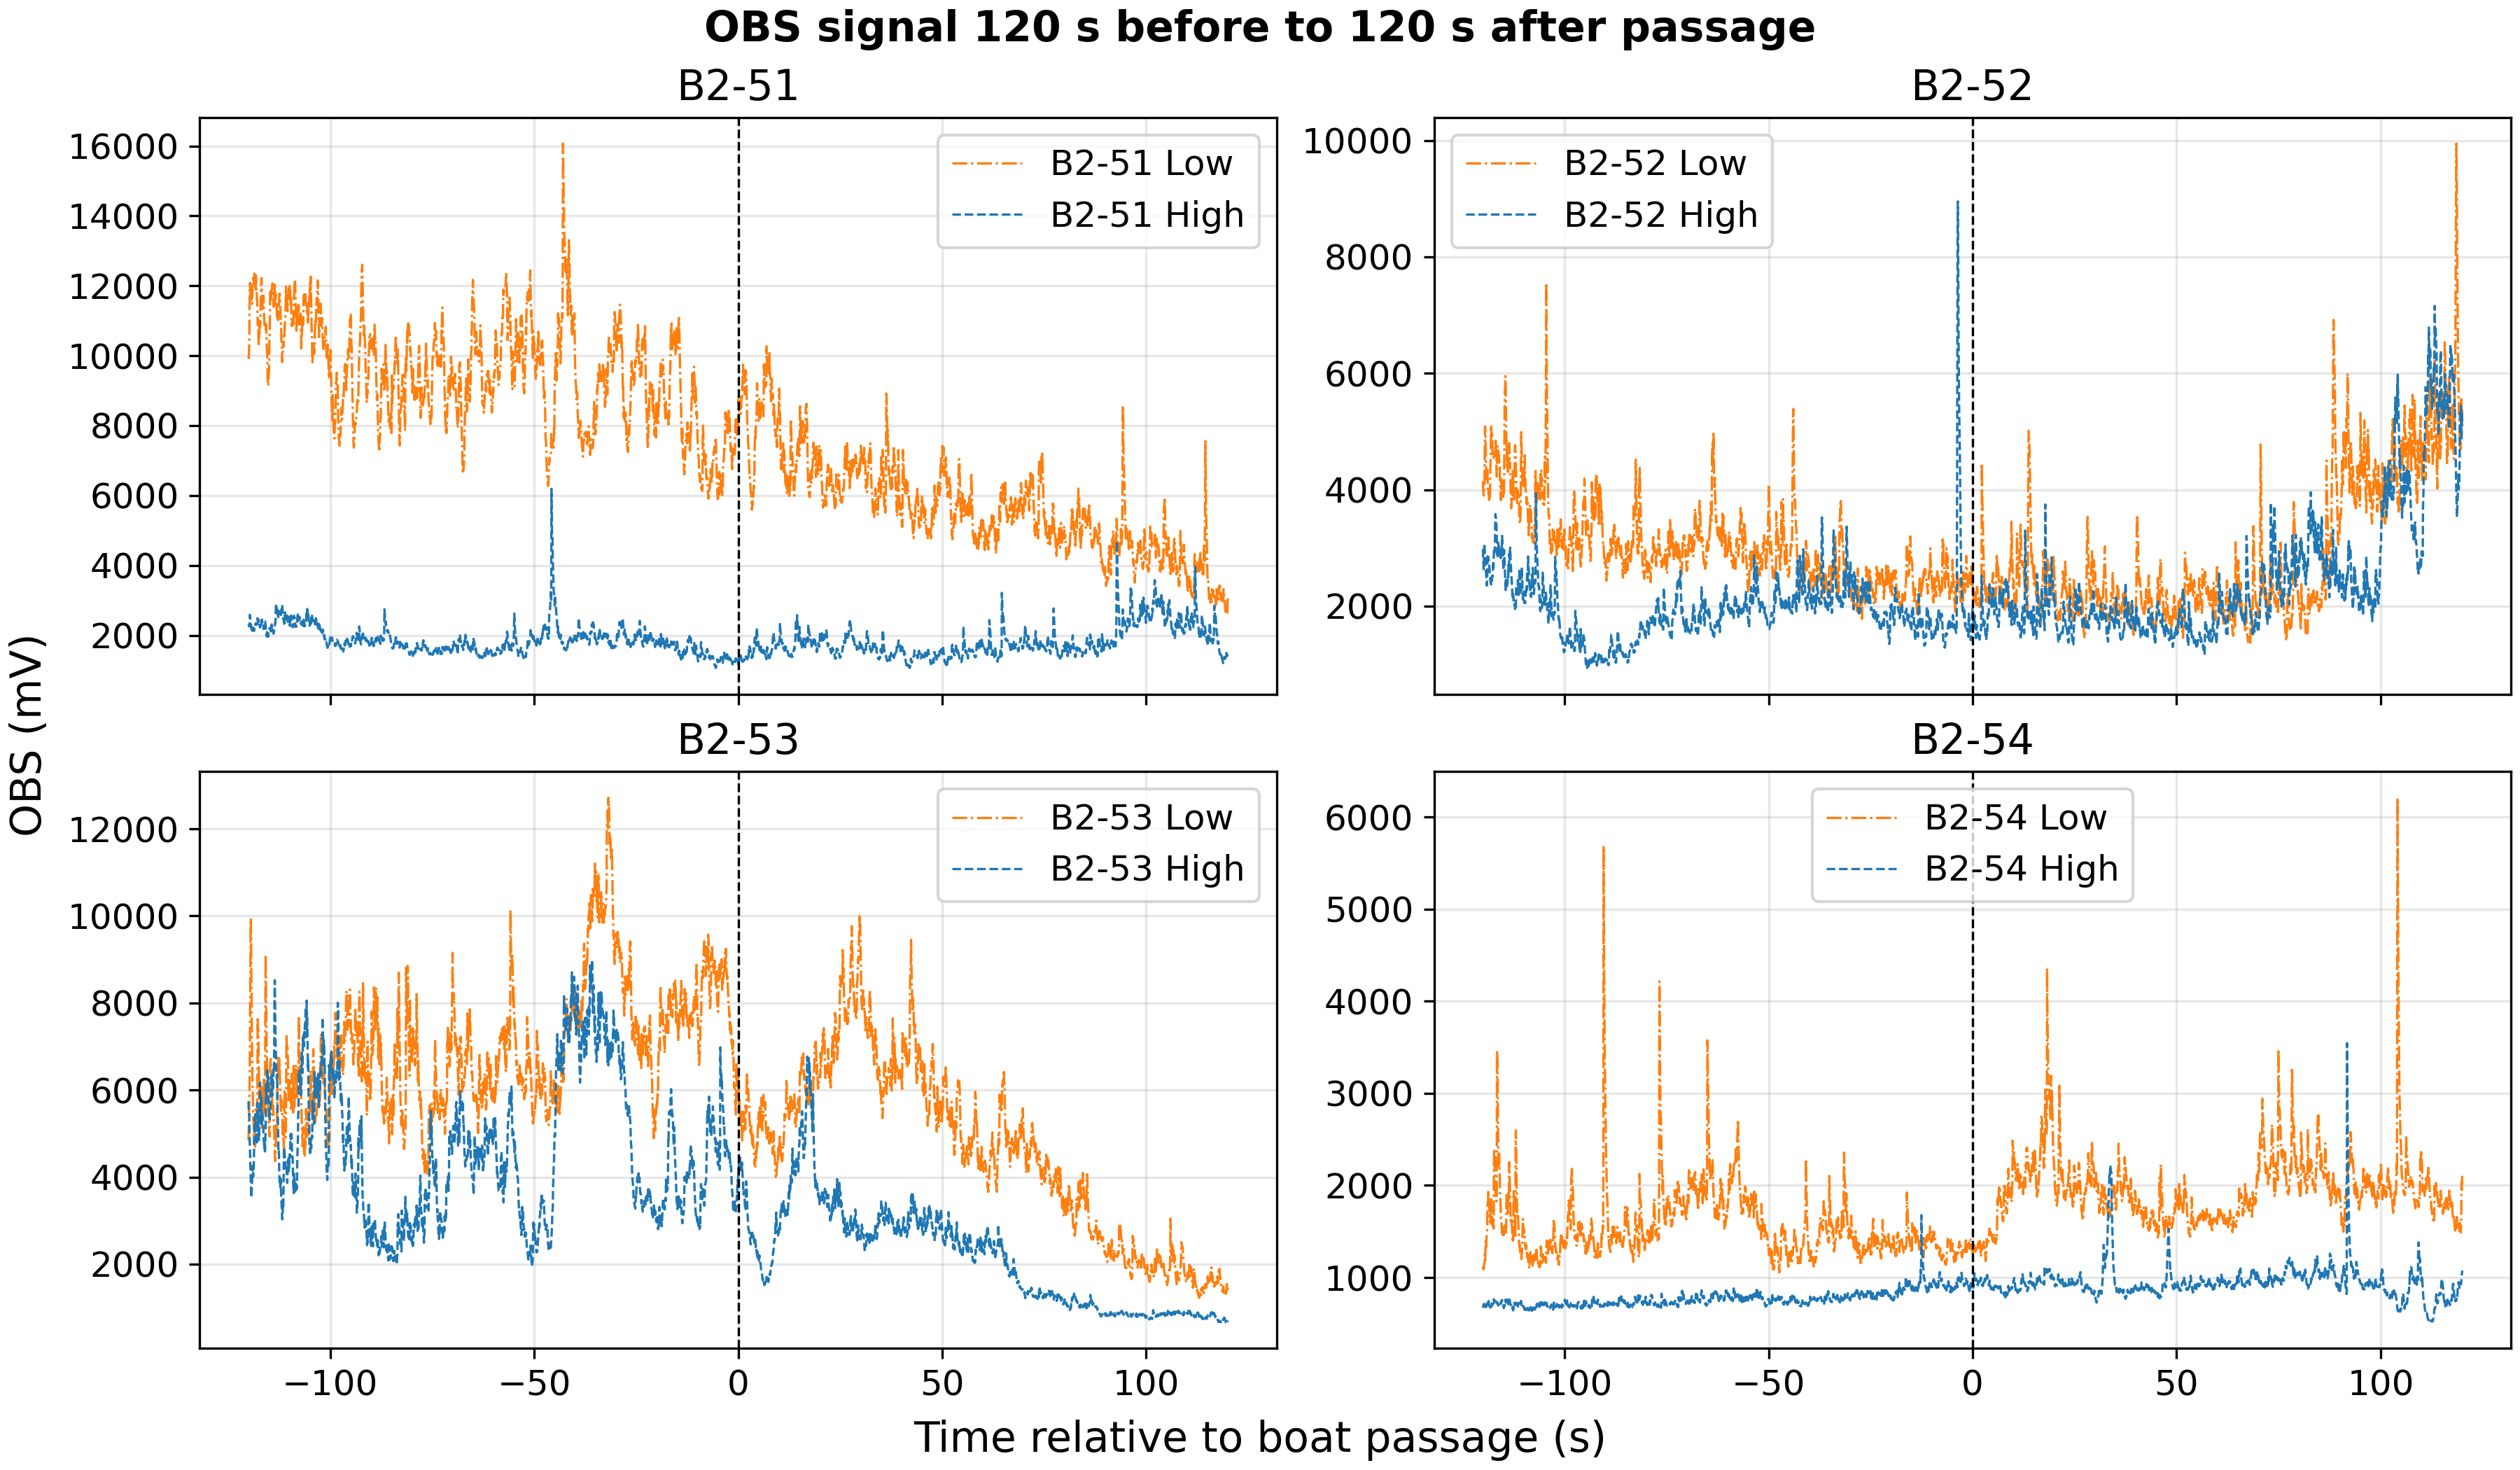 OBS signal 120 s before to 120 s after passage
B2-51
16000
14000
12000
10000
8000
6000
4000
2000
B2-51 Low
B2-51 High
B2-52
10000
8000
6000
4000
2000
B2-52 Low
B2-52 High
OBS (mV)
B2-53
12000
10000
8000
6000
4000
2000
B2-53 Low
B2-53 High
−100
−50
0
50
100
B2-54
6000
5000
4000
3000
2000
1000
B2-54 Low
B2-54 High
−100
−50
0
50
100
Time relative to boat passage (s)